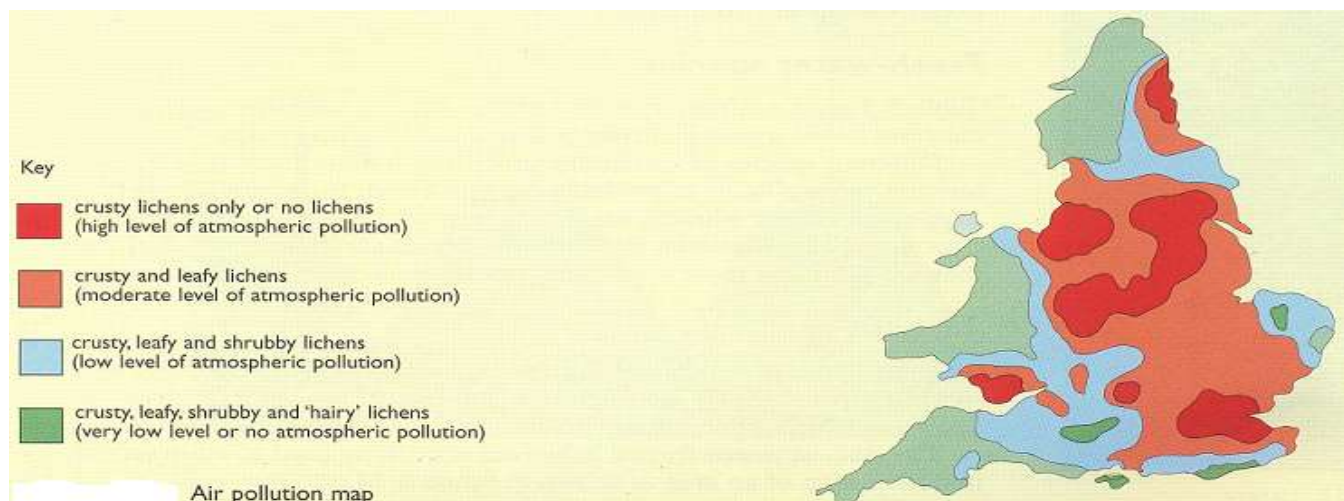 Key
crusty lichens only or no lichens
(high level of atmospheric pollution)
crusty and leafy lichens
(moderate level of atmospheric pollution)
crusty, leafy and shrubby lichens
(low level of atmospheric pollution)
crusty, leafy, shrubby and ‘hairy’ lichens
(very low level or no atmospheric pollution)
Air pollution map